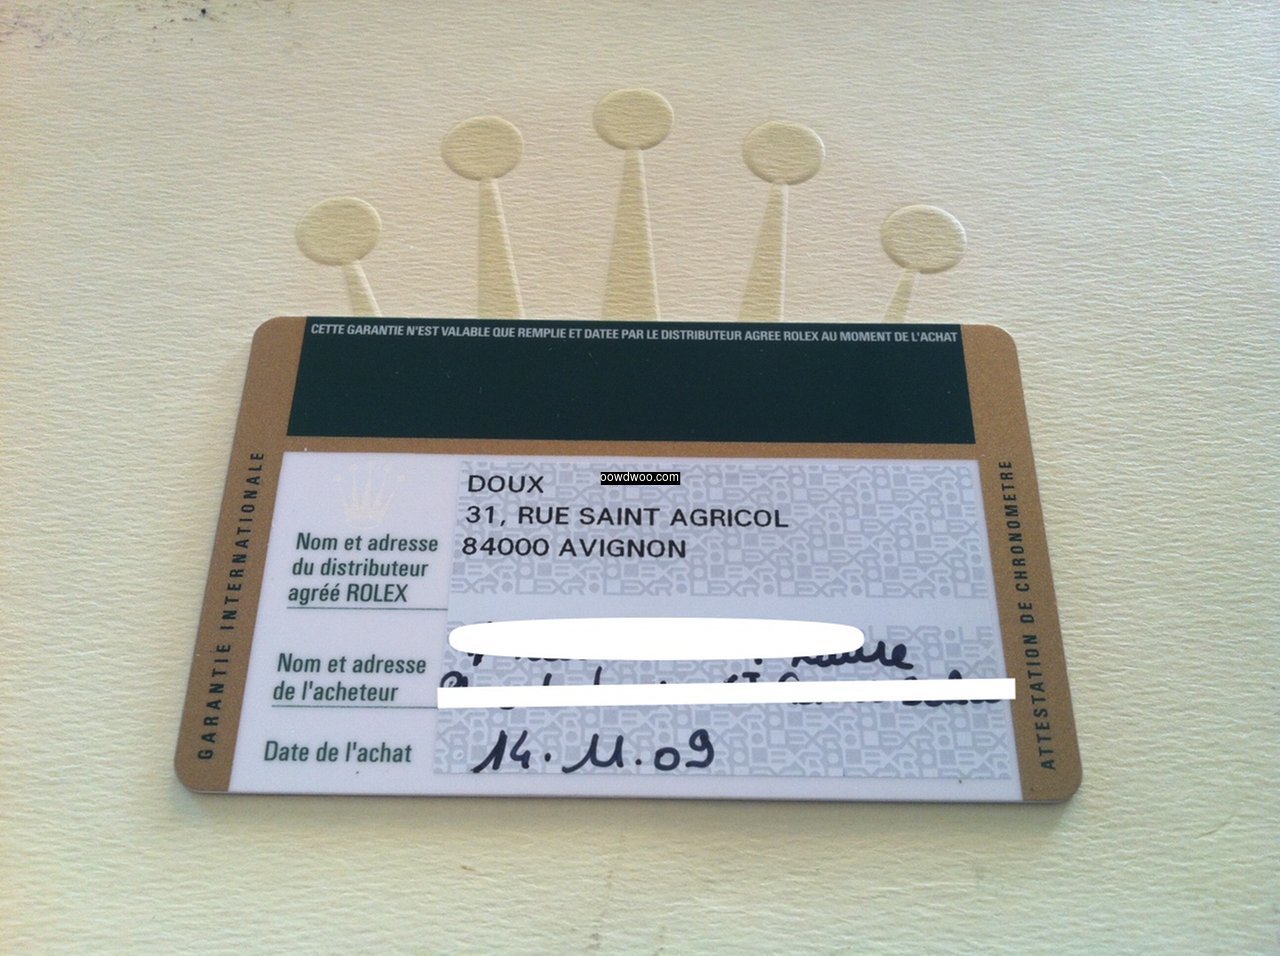 CETTE GARANTIE N'EST VALABLE QUE REMPLIE ET DATEE PAR LE DISTRIBUTEUR AGREE ROLEX AU MOMENT DE L'ACHAT
GARANTIE INTERNATIONALE
powdwoo.com
DOUX
31, RUE SAINT AGRICOL
84000 AVIGNON
Nom et adresse
du distributeur
agréé ROLEX
Nom et adresse
de l'acheteur
Date de l'achat
14.11.09
ATTESTATION DE CHRONOMETRE